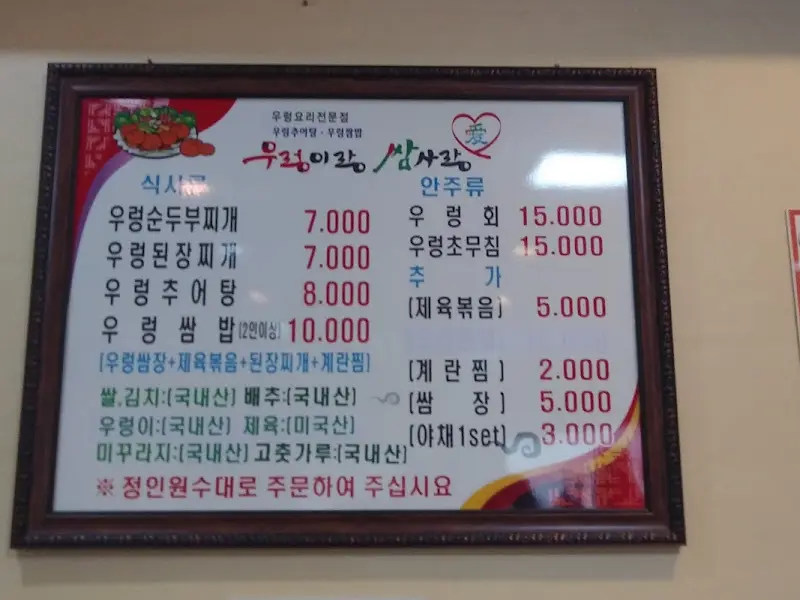 우렁요리전문점
우렁추어탕·우렁쌈밥
우렁이랑 쌈사랑 愛
식사류
우렁순두부찌개 7.000
우렁된장찌개 7.000
우렁추어탕 8.000
우렁쌈밥(2인이상) 10.000
(우렁쌈장+제육볶음+된장찌개+계란찜)
쌀,김치:(국내산) 배추:(국내산)
우렁이:(국내산) 제육:(미국산)
미꾸라지:(국내산) 고춧가루:(국내산)
안주류
우렁회 15.000
우렁초무침 15.000
추가
(제육볶음) 5.000
(계란찜) 2.000
(쌈장) 5.000
(야채1set) 3.000
※ 정인원수대로 주문하여 주십시요